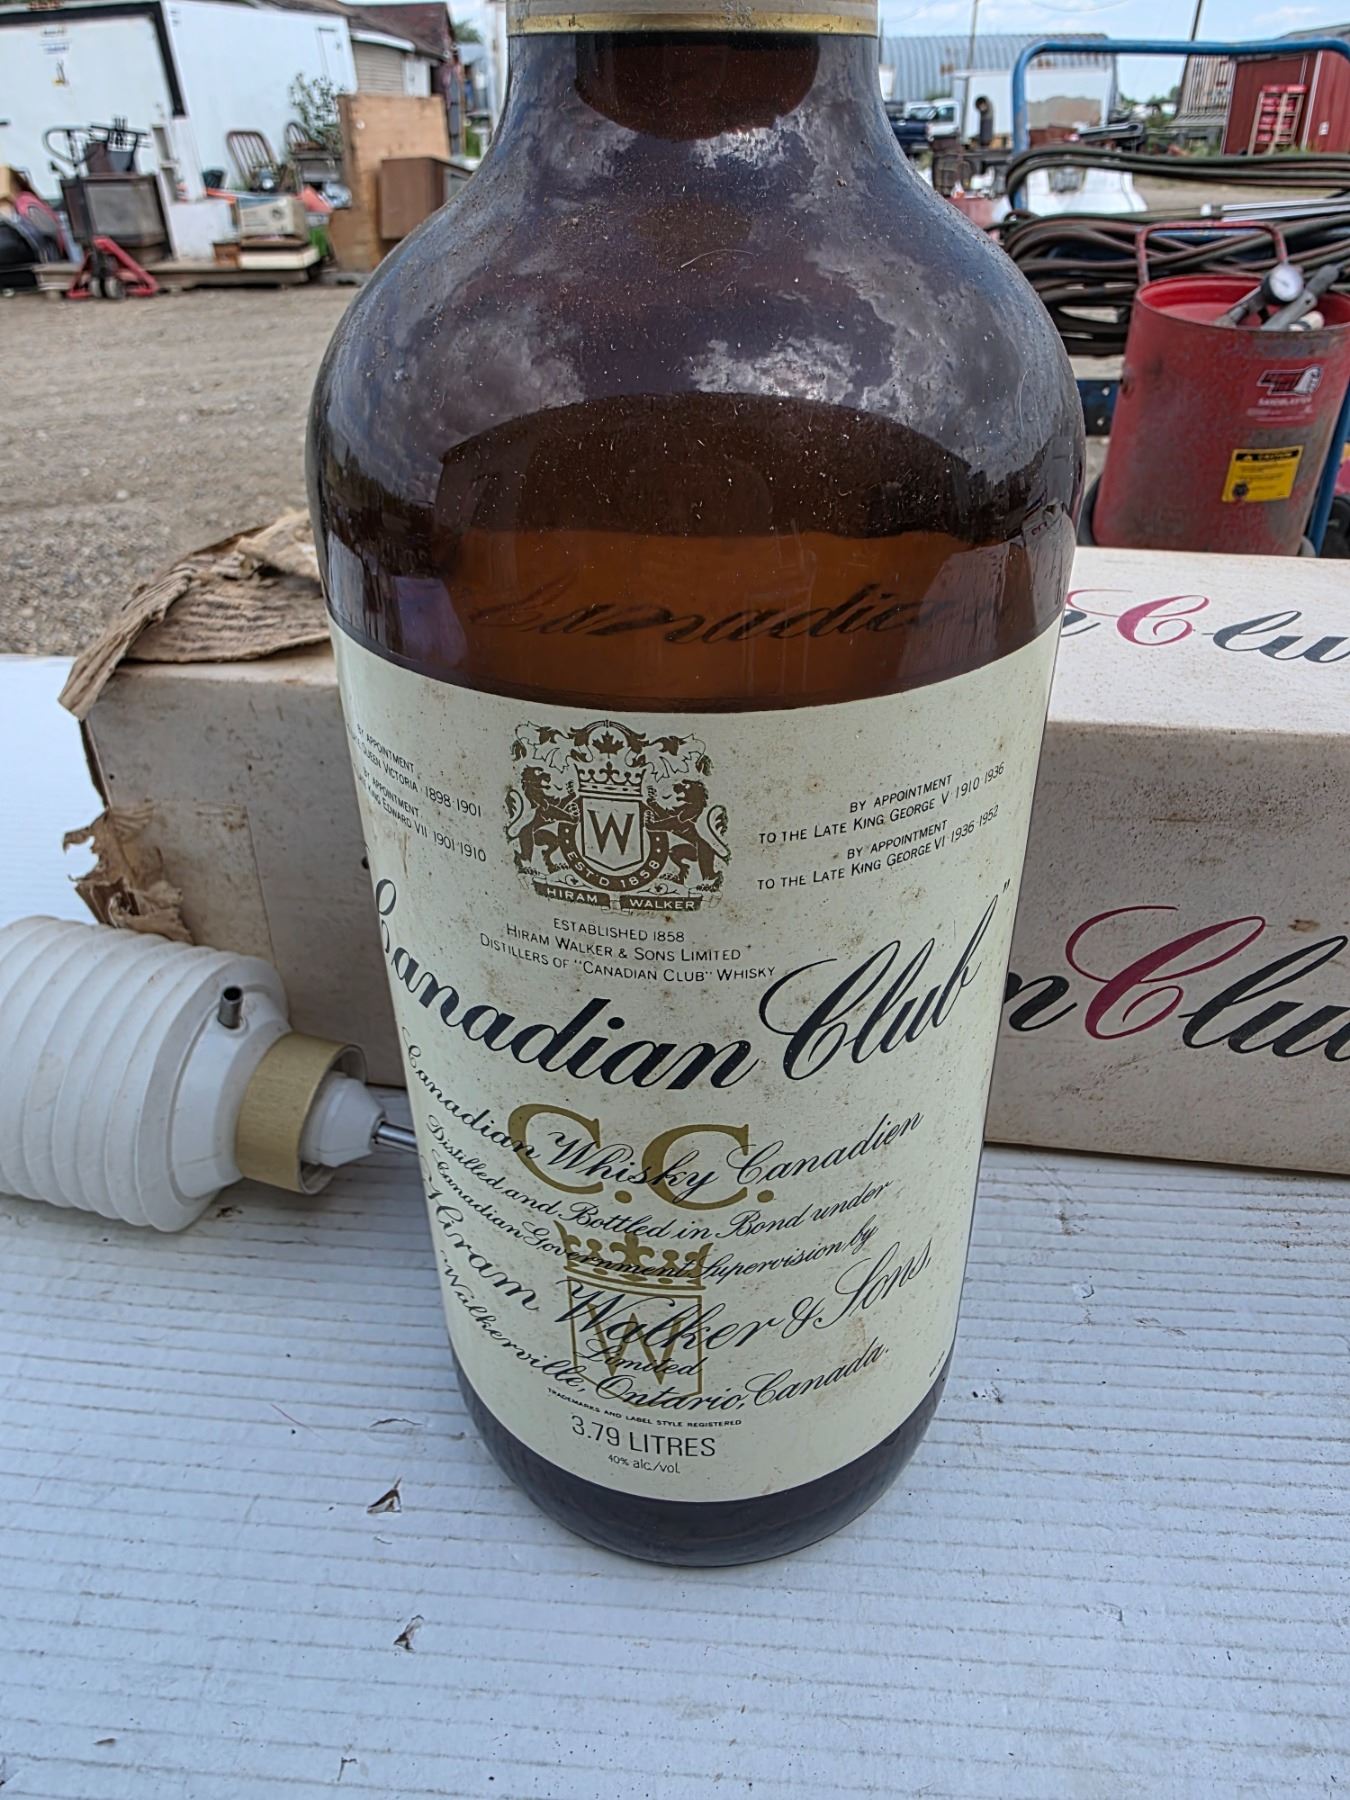 BY APPOINTMENT
QUEEN VICTORIA · 1898·1901
BY APPOINTMENT
KING EDWARD VII 1901·1910
BY APPOINTMENT
TO THE LATE KING GEORGE V · 1910·1936
BY APPOINTMENT
TO THE LATE KING GEORGE VI · 1936·1952
W
EST'D 1858
HIRAM WALKER
ESTABLISHED 1858
HIRAM WALKER & SONS LIMITED
DISTILLERS OF "CANADIAN CLUB" WHISKY
Canadian Club"
C.C.
Canadian Whisky Canadien
Distilled and Bottled in Bond under
Canadian Government Supervision by
Hiram Walker & Sons,
Limited
W
Walkerville, Ontario, Canada.
TRADEMARKS AND LABEL STYLE REGISTERED
3.79 LITRES
40% alc./vol.
Canadian
n Clu
n Clu
CAUTION